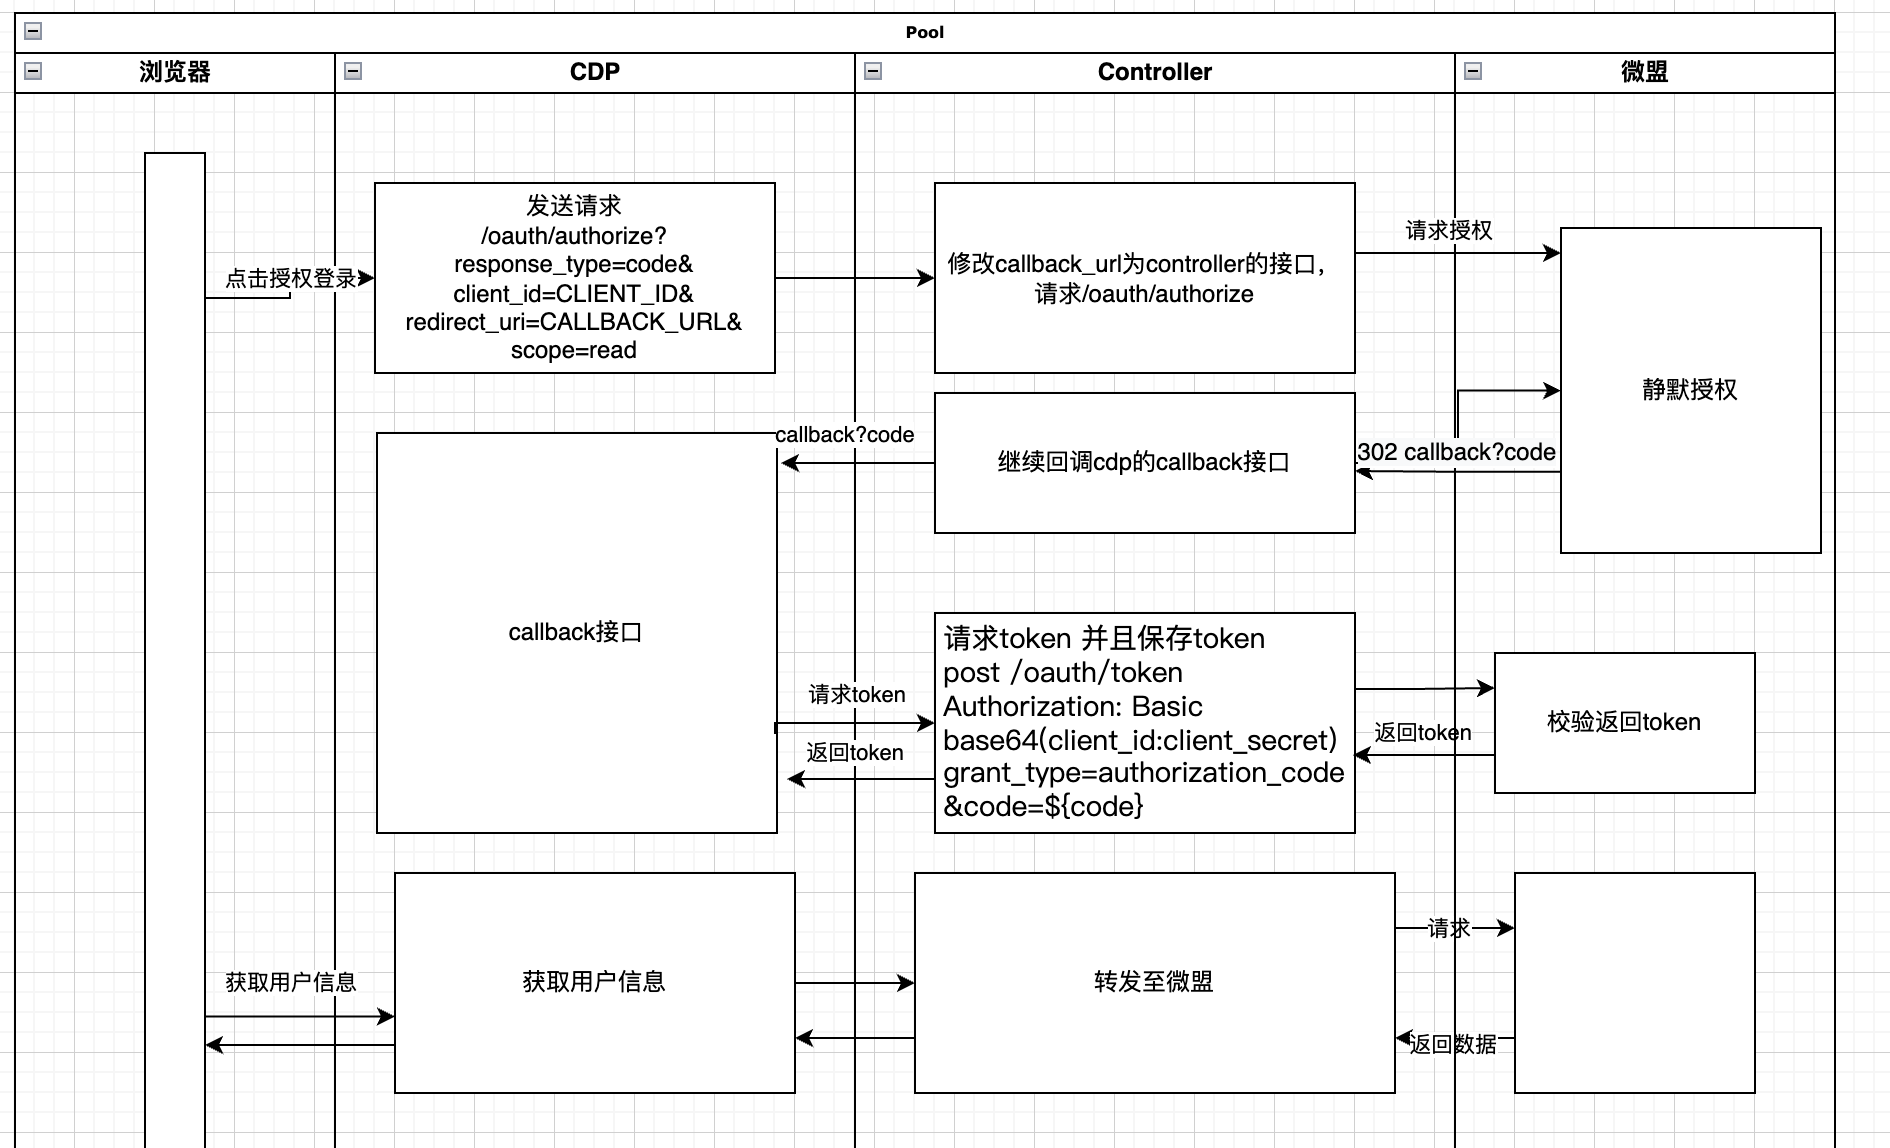 Pool
浏览器
CDP
Controller
微盟
点击授权登录
发送请求
/oauth/authorize?
response_type=code&
client_id=CLIENT_ID&
redirect_uri=CALLBACK_URL&
scope=read
修改callback_url为controller的接口，
请求/oauth/authorize
请求授权
静默授权
302 callback?code
继续回调cdp的callback接口
callback?code
callback接口
请求token
返回token
请求token 并且保存token
post /oauth/token
Authorization: Basic
base64(client_id:client_secret)
grant_type=authorization_code
&code=${code}
返回token
校验返回token
获取用户信息
获取用户信息
转发至微盟
请求
返回数据